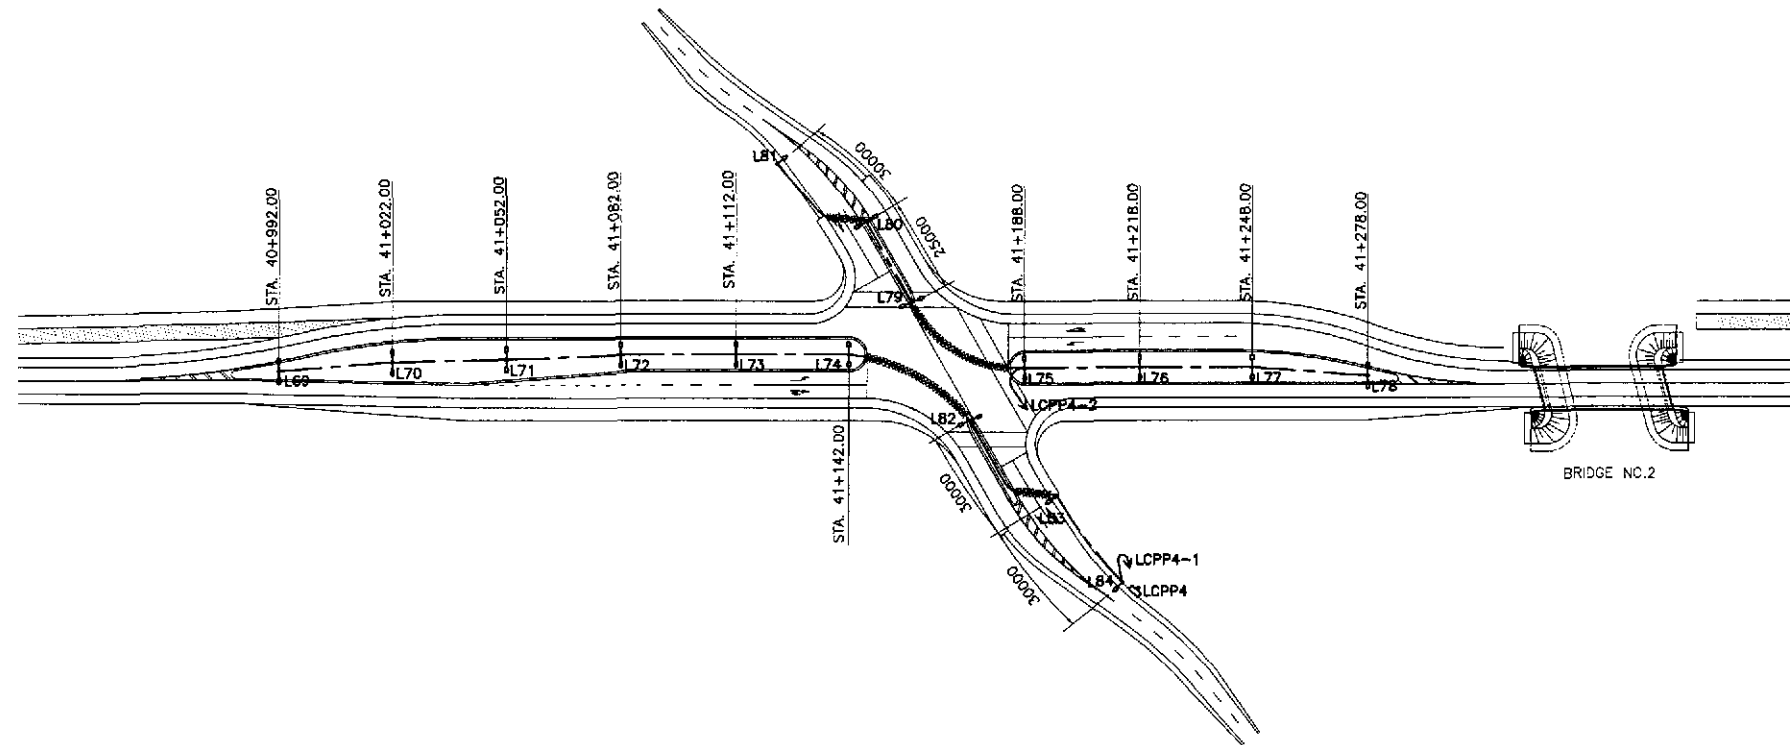 L81
30000
L80
25000
L79
STA. 40+992.00
STA. 41+022.00
STA. 41+052.00
STA. 41+082.00
STA. 41+112.00
STA. 41+188.00
STA. 41+218.00
STA. 41+248.00
STA. 41+278.00
L69
L70
L71
L72
L73
L74
L75
L76
L77
L78
LCPP4-2
L82
STA. 41+142.00
BRIDGE NO.2
30000
L83
LCPP4-1
L84
LCPP4
30000